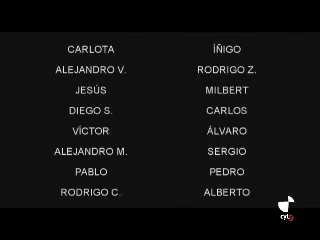 CARLOTA ÍÑIGO
ALEJANDRO V. RODRIGO Z.
JESÚS MILBERT
DIEGO S. CARLOS
VÍCTOR ÁLVARO
ALEJANDRO M. SERGIO
PABLO PEDRO
RODRIGO C. ALBERTO